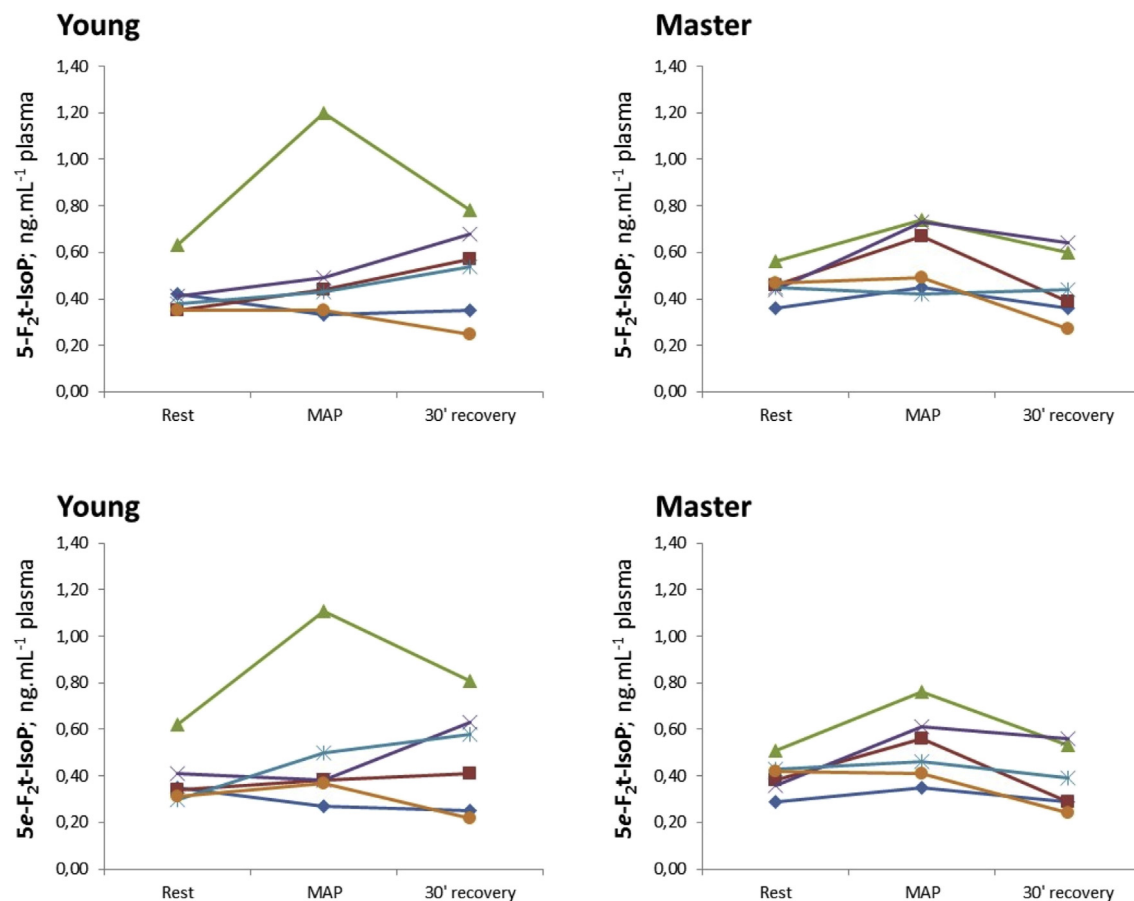 Young
1,40
1,20
1,00
0,80
0,60
0,40
0,20
0,00
5-F₂t-IsoP; ng.mL⁻¹ plasma
Rest MAP 30' recovery
Master
1,40
1,20
1,00
0,80
0,60
0,40
0,20
0,00
5-F₂t-IsoP; ng.mL⁻¹ plasma
Rest MAP 30' recovery
Young
1,40
1,20
1,00
0,80
0,60
0,40
0,20
0,00
5e-F₂t-IsoP; ng.mL⁻¹ plasma
Rest MAP 30' recovery
Master
1,40
1,20
1,00
0,80
0,60
0,40
0,20
0,00
5e-F₂t-IsoP; ng.mL⁻¹ plasma
Rest MAP 30' recovery